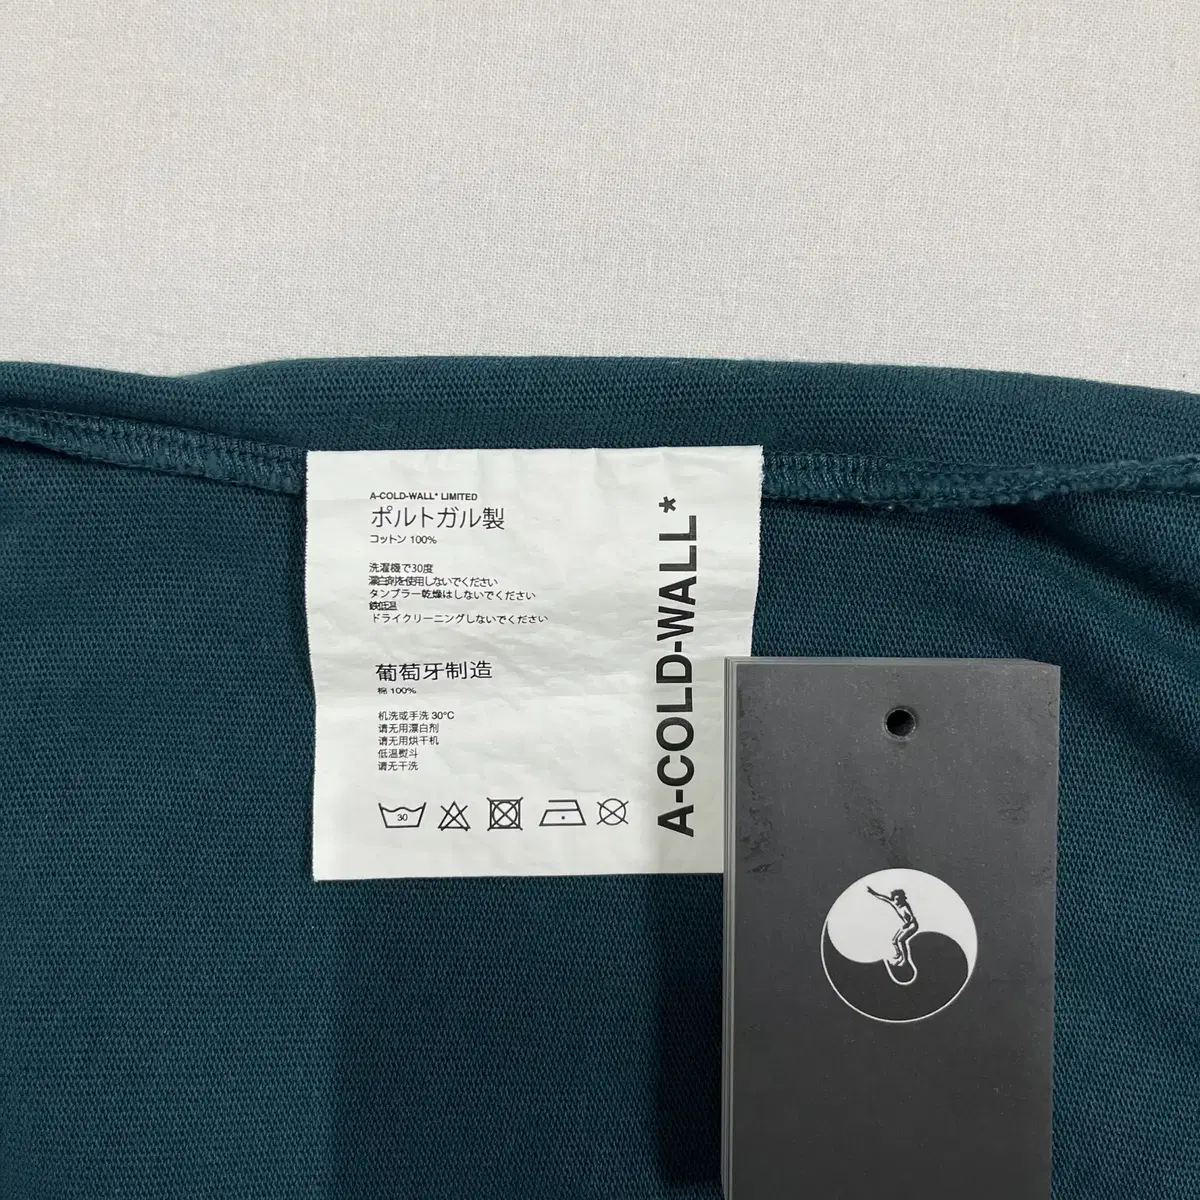 A-COLD-WALL* LIMITED
ポルトガル製
コットン 100%
洗濯機で30度
漂白剤を使用しないでください
タンブラー乾燥はしないでください
鉄低温
ドライクリーニングしないでください
葡萄牙制造
棉 100%
机洗或手洗 30°C
请无用漂白剂
请无用烘干机
低温熨斗
请无干洗
30
A-COLD-WALL*